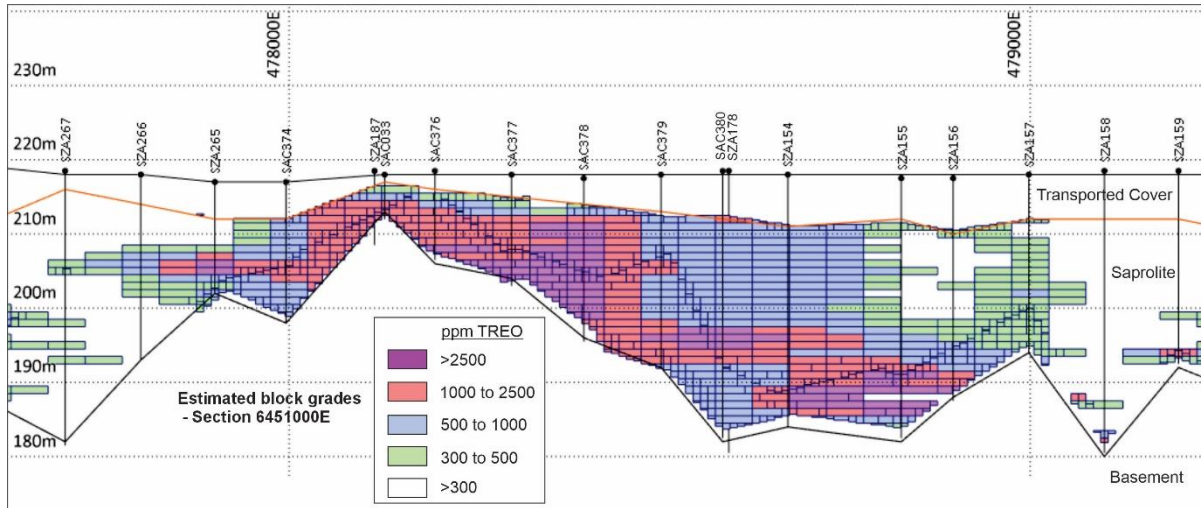 478000E
479000E
230m
220m
210m
200m
190m
180m
SZA267
SZA266
SZA265
SAC374
SZA187
SAC033
SAC376
SAC377
SAC378
SAC379
SAC380
SZA178
SZA154
SZA155
SZA156
SZA157
SZA158
SZA159
Transported Cover
Saprolite
Basement
Estimated block grades
- Section 6451000E
ppm TREO
>2500
1000 to 2500
500 to 1000
300 to 500
>300